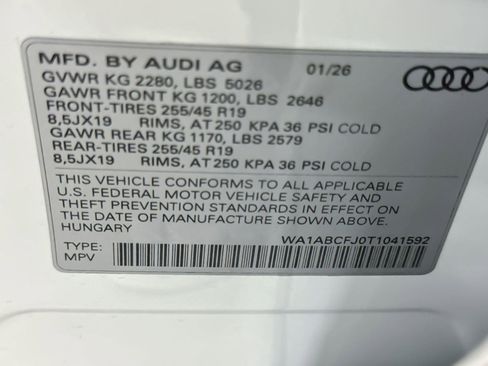 MFD. BY AUDI AG 01/26
GVWR KG 2280, LBS 5026
GAWR FRONT KG 1200, LBS 2646
FRONT-TIRES 255/45 R19
8,5JX19 RIMS, AT 250 KPA 36 PSI COLD
GAWR REAR KG 1170, LBS 2579
REAR-TIRES 255/45 R19
8,5JX19 RIMS, AT 250 KPA 36 PSI COLD
THIS VEHICLE CONFORMS TO ALL APPLICABLE
U.S. FEDERAL MOTOR VEHICLE SAFETY AND
THEFT PREVENTION STANDARDS IN EFFECT ON
THE DATE OF MANUFACTURE SHOWN ABOVE.
HUNGARY
WA1ABCFJ0T1041592
TYPE:
MPV